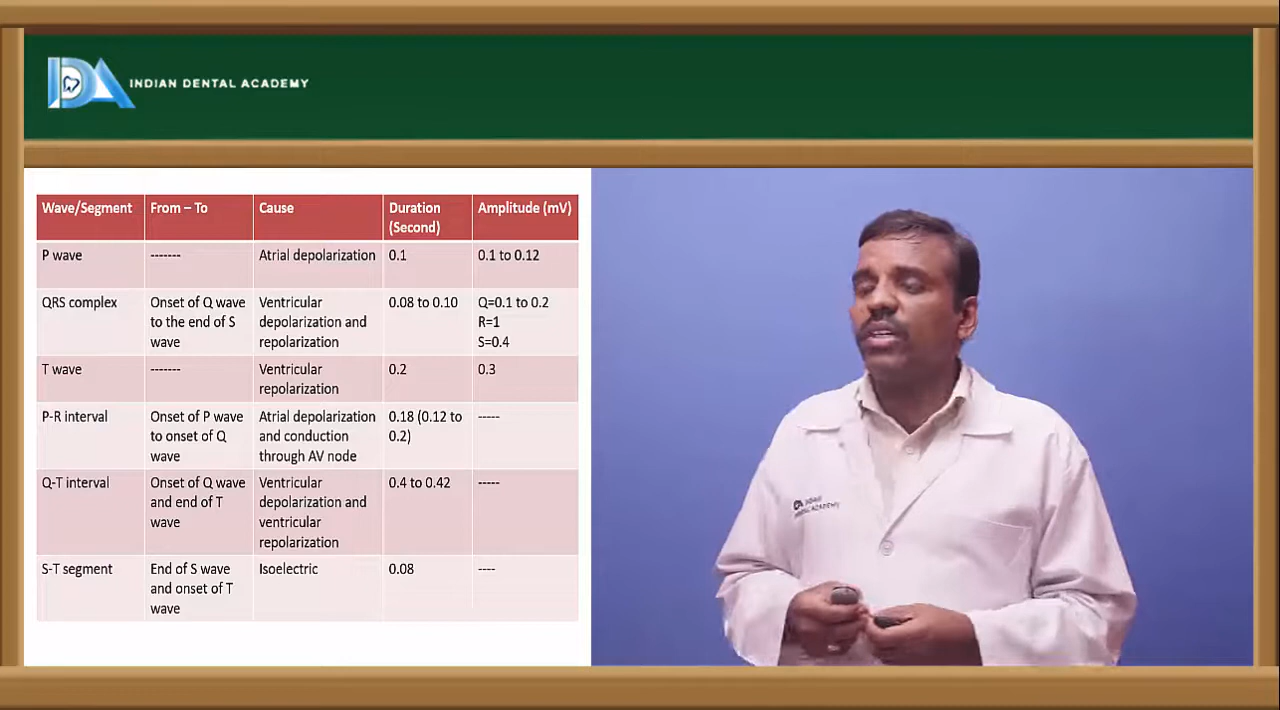 INDIAN DENTAL ACADEMY
Wave/Segment From – To Cause Duration (Second) Amplitude (mV)
P wave ------- Atrial depolarization 0.1 0.1 to 0.12
QRS complex Onset of Q wave to the end of S wave Ventricular depolarization and repolarization 0.08 to 0.10 Q=0.1 to 0.2 R=1 S=0.4
T wave ------- Ventricular repolarization 0.2 0.3
P-R interval Onset of P wave to onset of Q wave Atrial depolarization and conduction through AV node 0.18 (0.12 to 0.2) -----
Q-T interval Onset of Q wave and end of T wave Ventricular depolarization and ventricular repolarization 0.4 to 0.42 -----
S-T segment End of S wave and onset of T wave Isoelectric 0.08 ----
INDIAN
DENTAL ACADEMY